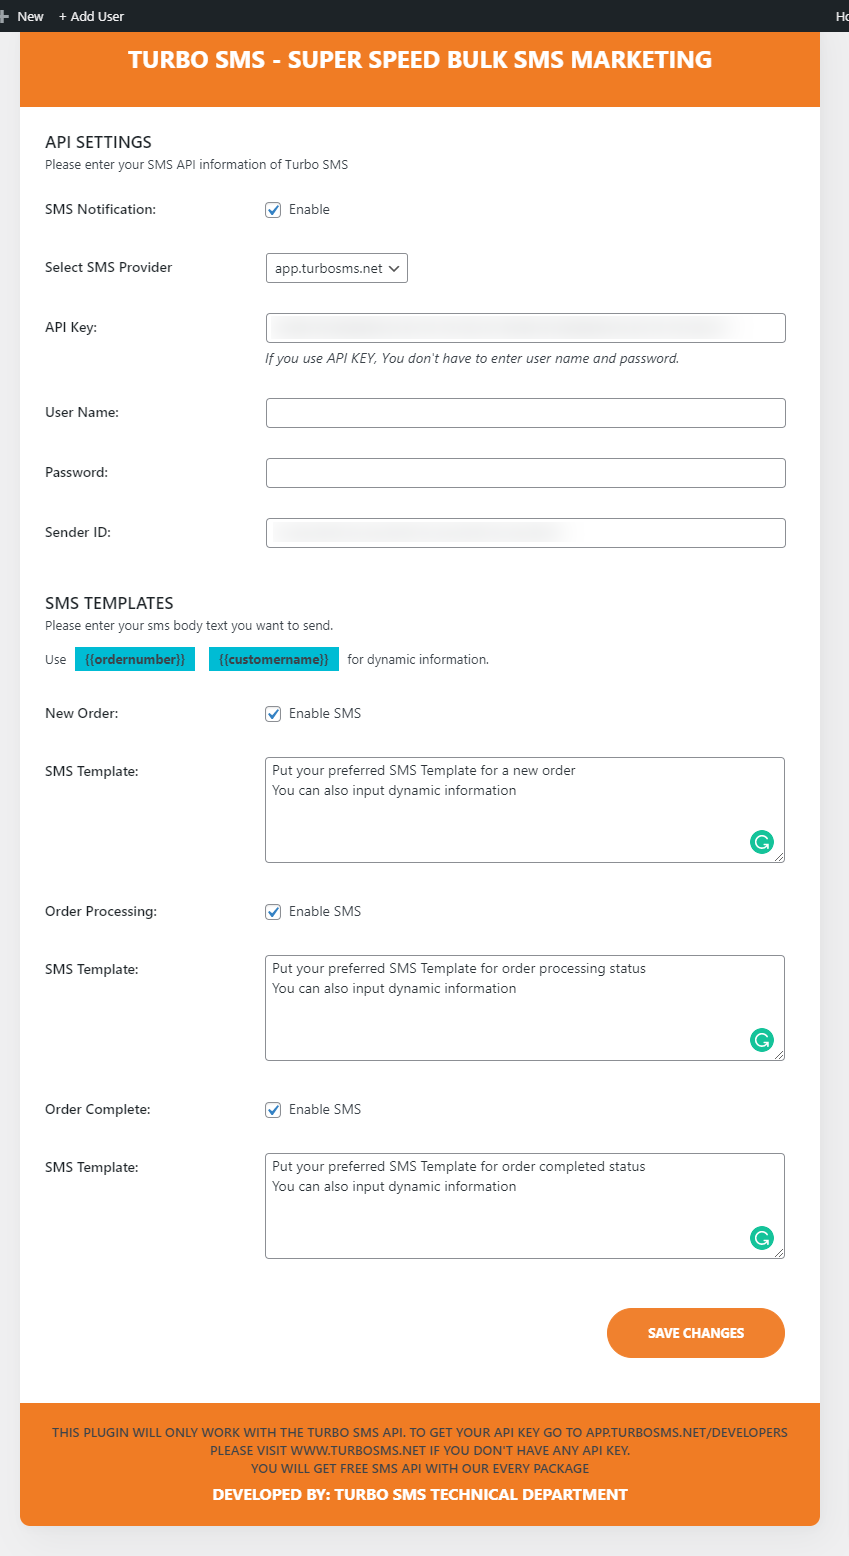 New + Add User
TURBO SMS - SUPER SPEED BULK SMS MARKETING
API SETTINGS
Please enter your SMS API information of Turbo SMS
SMS Notification: Enable
Select SMS Provider app.turbosms.net
API Key:
If you use API KEY, You don't have to enter user name and password.
User Name:
Password:
Sender ID:
SMS TEMPLATES
Please enter your sms body text you want to send.
Use {{ordernumber}} {{customername}} for dynamic information.
New Order: Enable SMS
SMS Template: Put your preferred SMS Template for a new order
You can also input dynamic information
Order Processing: Enable SMS
SMS Template: Put your preferred SMS Template for order processing status
You can also input dynamic information
Order Complete: Enable SMS
SMS Template: Put your preferred SMS Template for order completed status
You can also input dynamic information
SAVE CHANGES
THIS PLUGIN WILL ONLY WORK WITH THE TURBO SMS API. TO GET YOUR API KEY GO TO APP.TURBOSMS.NET/DEVELOPERS
PLEASE VISIT WWW.TURBOSMS.NET IF YOU DON'T HAVE ANY API KEY.
YOU WILL GET FREE SMS API WITH OUR EVERY PACKAGE
DEVELOPED BY: TURBO SMS TECHNICAL DEPARTMENT